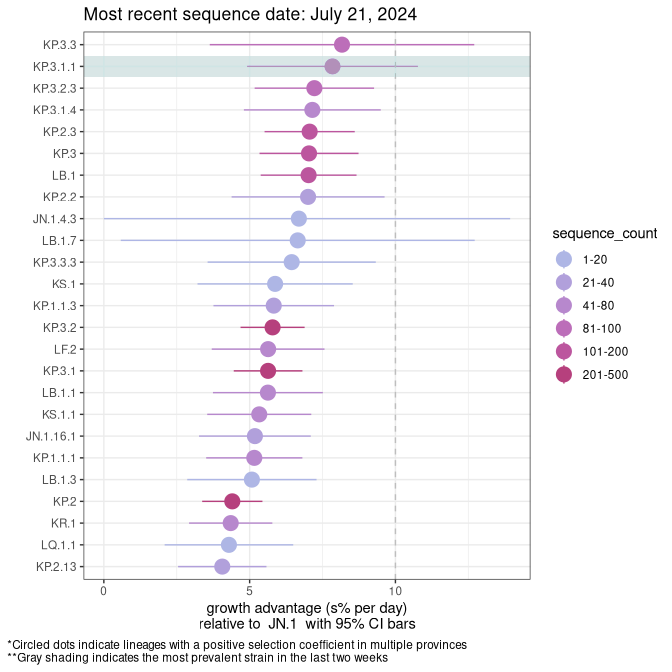 Most recent sequence date: July 21, 2024
KP.3.3
KP.3.1.1
KP.3.2.3
KP.3.1.4
KP.2.3
KP.3
LB.1
KP.2.2
JN.1.4.3
LB.1.7
KP.3.3.3
KS.1
KP.1.1.3
KP.3.2
LF.2
KP.3.1
LB.1.1
KS.1.1
JN.1.16.1
KP.1.1.1
LB.1.3
KP.2
KR.1
LQ.1.1
KP.2.13
0 5 10
growth advantage (s% per day)
relative to JN.1 with 95% CI bars
sequence_count
1-20
21-40
41-80
81-100
101-200
201-500
*Circled dots indicate lineages with a positive selection coefficient in multiple provinces
**Gray shading indicates the most prevalent strain in the last two weeks